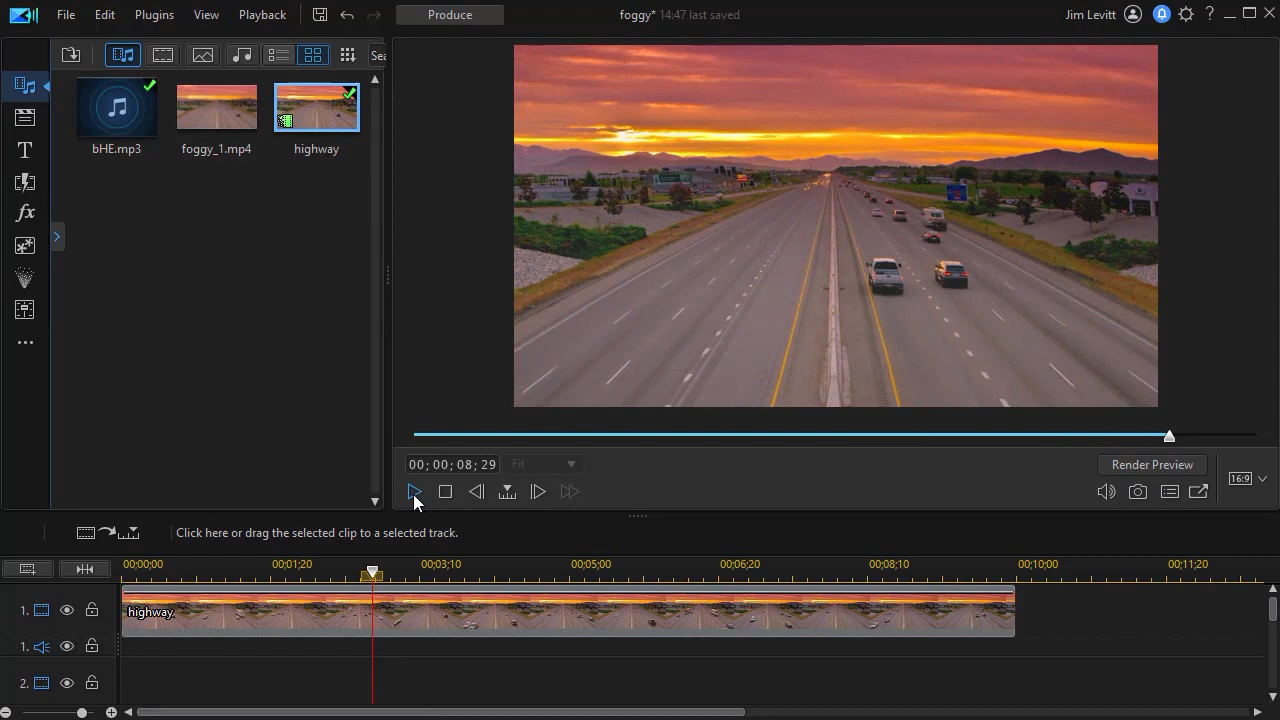 File Edit Plugins View Playback Produce foggy* 14:47 last saved Jim Levitt ?
Sea
bHE.mp3 foggy_1.mp4 highway
00; 00; 08; 29 Fit Render Preview 16:9
Click here or drag the selected clip to a selected track.
00;00;00 00;01;20 00;03;10 00;05;00 00;06;20 00;08;10 00;10;00 00;11;20
1. highway
1.
2.